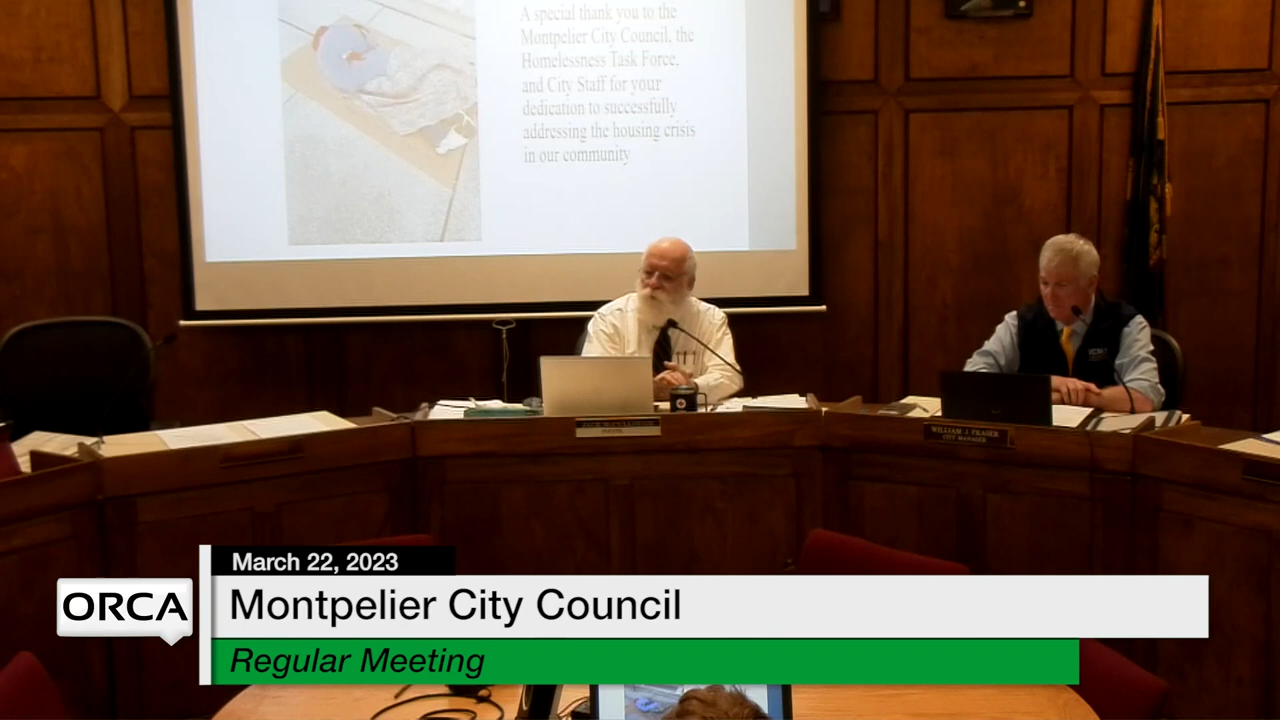 A special thank you to the
Montpelier City Council, the
Homelessness Task Force,
and City Staff for your
dedication to successfully
addressing the housing crisis
in our community
WILLIAM J. FRASER
CITY MANAGER
March 22, 2023
ORCA
Montpelier City Council
Regular Meeting